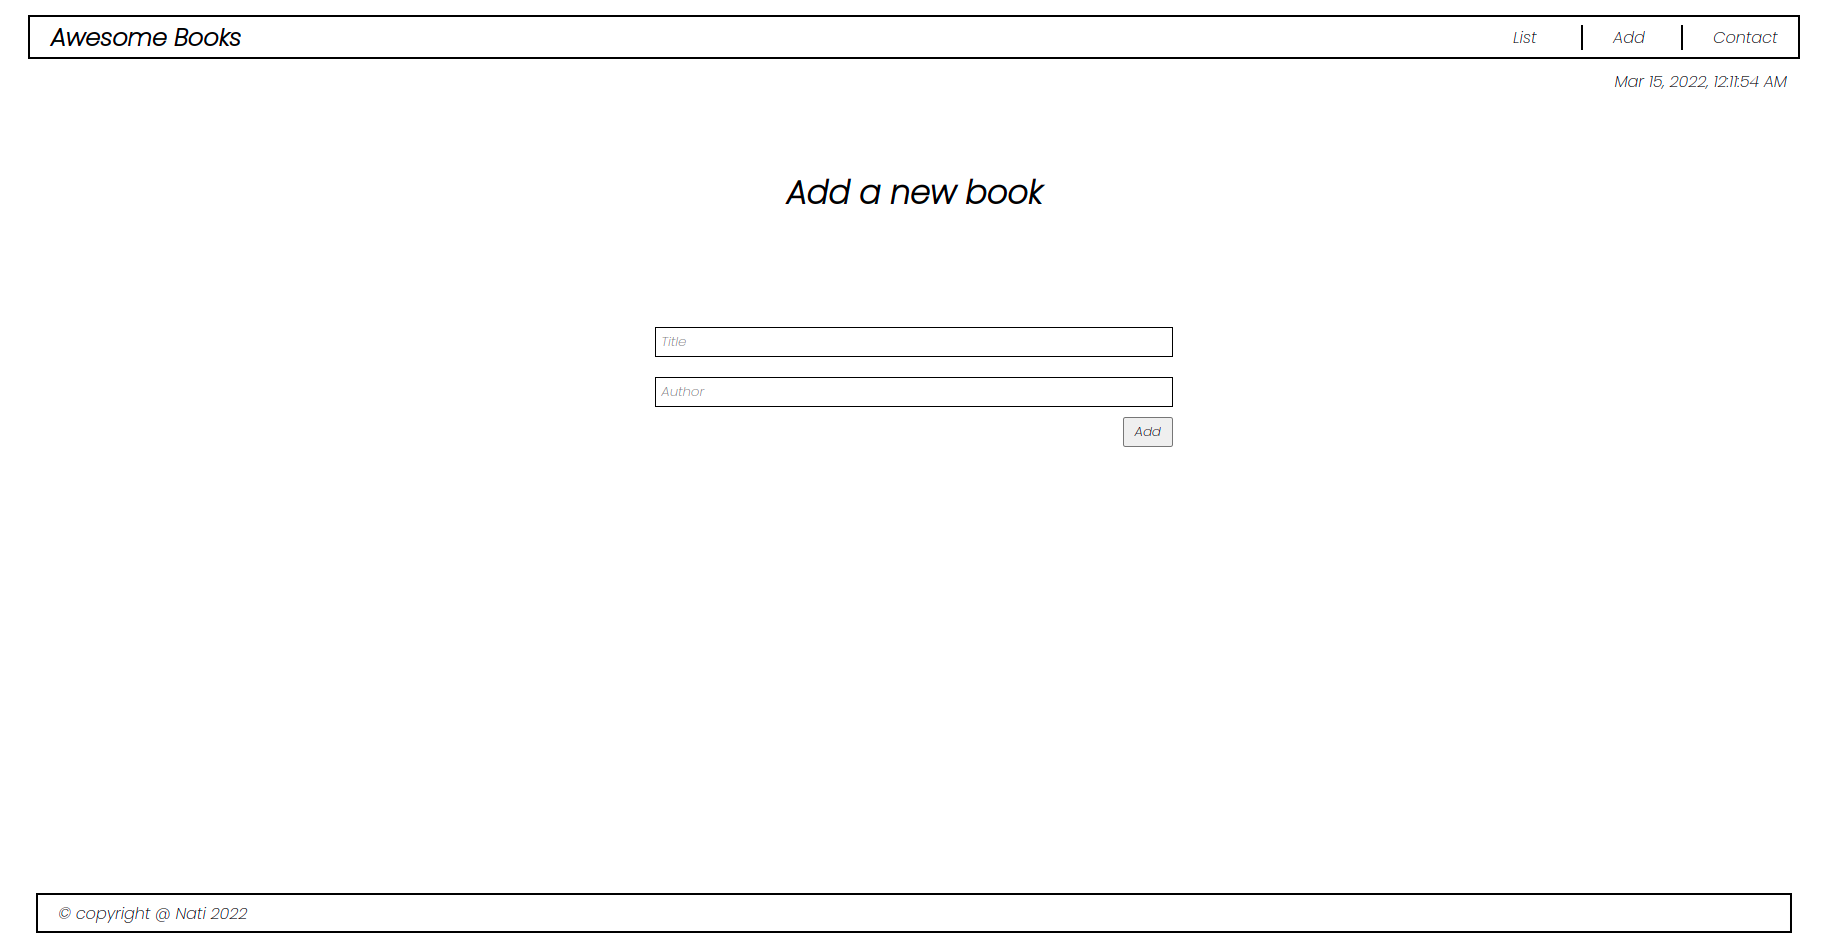 Awesome Books
List
Add
Contact
Mar 15, 2022, 12:11:54 AM
Add a new book
Title
Author
Add
© copyright @ Nati 2022